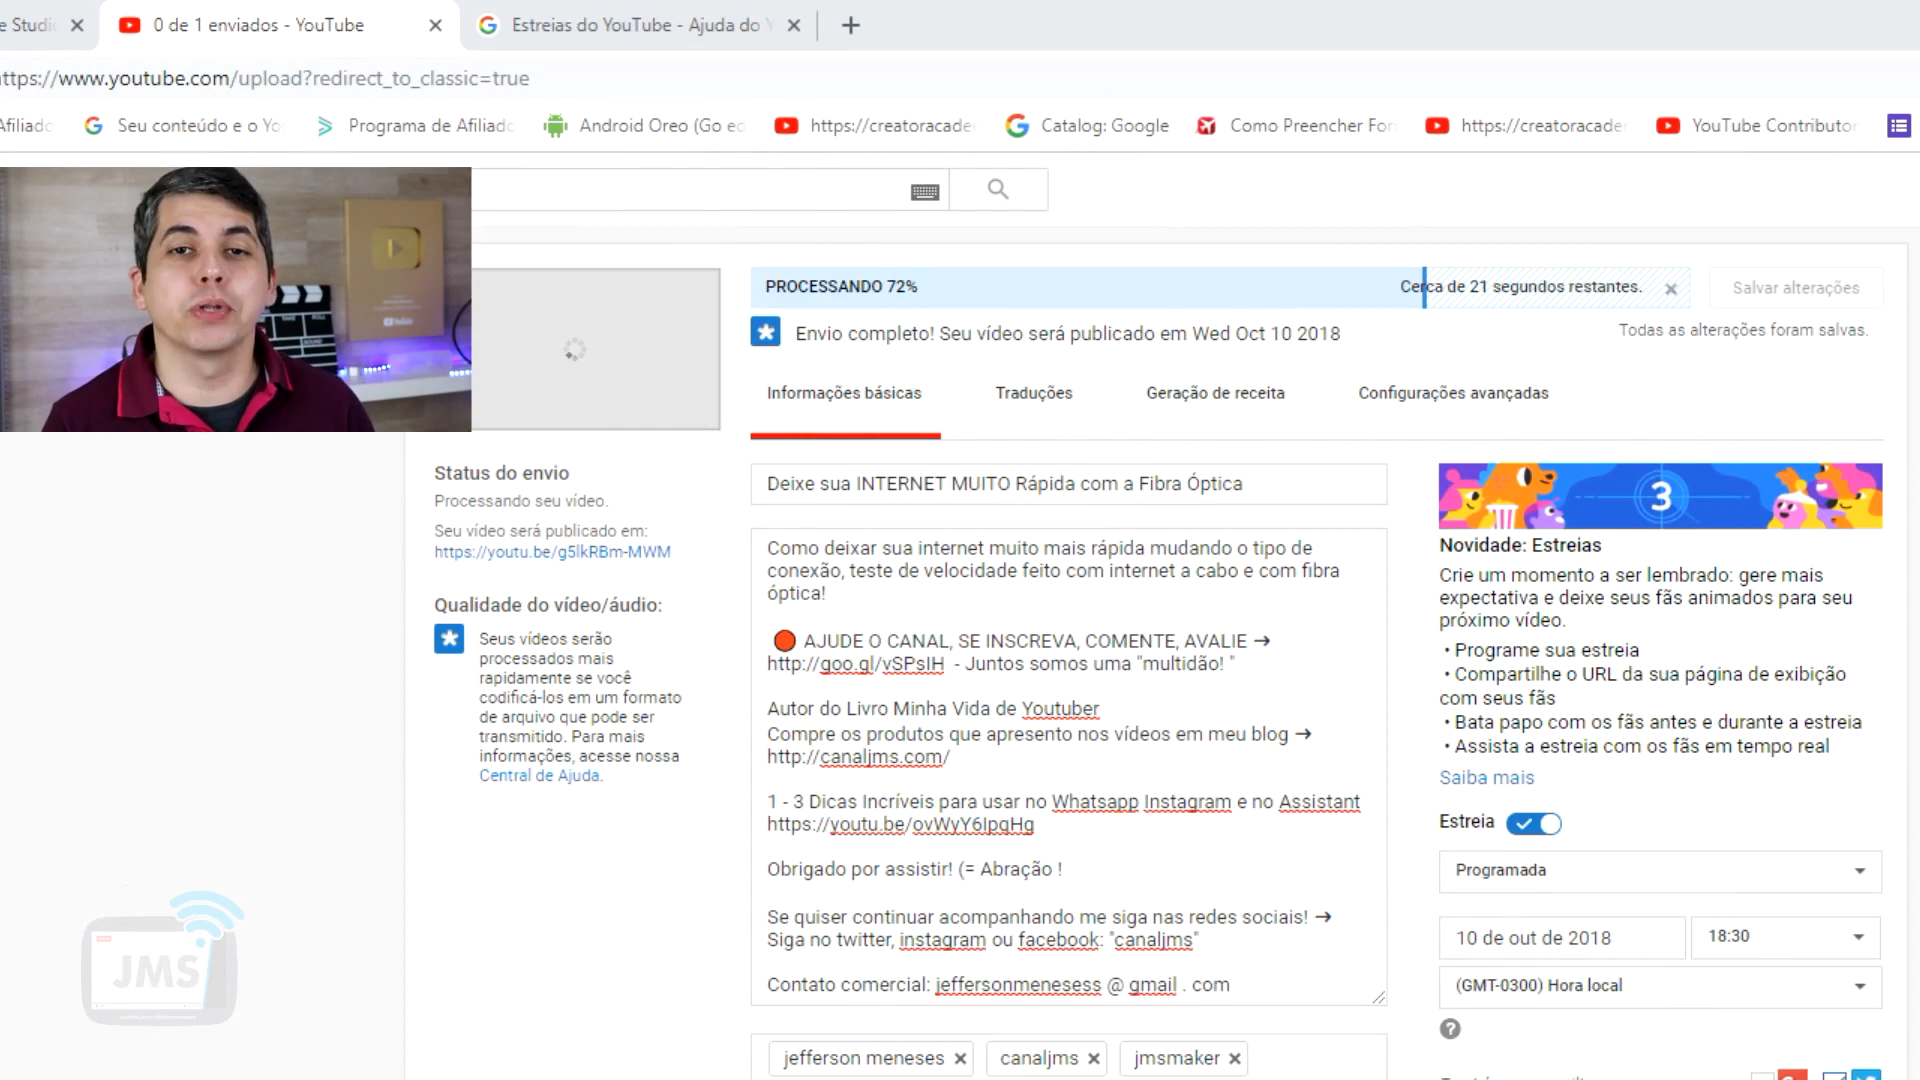 e Studio
0 de 1 enviados - YouTube
Estreias do YouTube - Ajuda do Y
https://www.youtube.com/upload?redirect_to_classic=true
Afiliado
Seu conteúdo e o Yo
Programa de Afiliado
Android Oreo (Go ed
https://creatoracade
Catalog: Google
Como Preencher For
https://creatoracade
YouTube Contributor
PROCESSANDO 72%
Cerca de 21 segundos restantes.
Salvar alterações
Envio completo! Seu vídeo será publicado em Wed Oct 10 2018
Todas as alterações foram salvas.
Informações básicas
Traduções
Geração de receita
Configurações avançadas
Status do envio
Processando seu vídeo.
Seu vídeo será publicado em:
https://youtu.be/g5lkRBm-MWM
Qualidade do vídeo/áudio:
Seus vídeos serão
processados mais
rapidamente se você
codificá-los em um formato
de arquivo que pode ser
transmitido. Para mais
informações, acesse nossa
Central de Ajuda.
Deixe sua INTERNET MUITO Rápida com a Fibra Óptica
Como deixar sua internet muito mais rápida mudando o tipo de
conexão, teste de velocidade feito com internet a cabo e com fibra
óptica!
AJUDE O CANAL, SE INSCREVA, COMENTE, AVALIE →
http://goo.gl/vSPsIH - Juntos somos uma "multidão! "
Autor do Livro Minha Vida de Youtuber
Compre os produtos que apresento nos vídeos em meu blog →
http://canaljms.com/
1 - 3 Dicas Incríveis para usar no Whatsapp Instagram e no Assistant
https://youtu.be/ovWyY6IpqHg
Obrigado por assistir! (= Abração !
Se quiser continuar acompanhando me siga nas redes sociais! →
Siga no twitter, instagram ou facebook: "canaljms"
Contato comercial: jeffersonmenesess @ gmail . com
jefferson meneses
canaljms
jmsmaker
3
Novidade: Estreias
Crie um momento a ser lembrado: gere mais
expectativa e deixe seus fãs animados para seu
próximo vídeo.
• Programe sua estreia
• Compartilhe o URL da sua página de exibição
com seus fãs
• Bata papo com os fãs antes e durante a estreia
• Assista a estreia com os fãs em tempo real
Saiba mais
Estreia
Programada
10 de out de 2018
18:30
(GMT-0300) Hora local
?
JMS